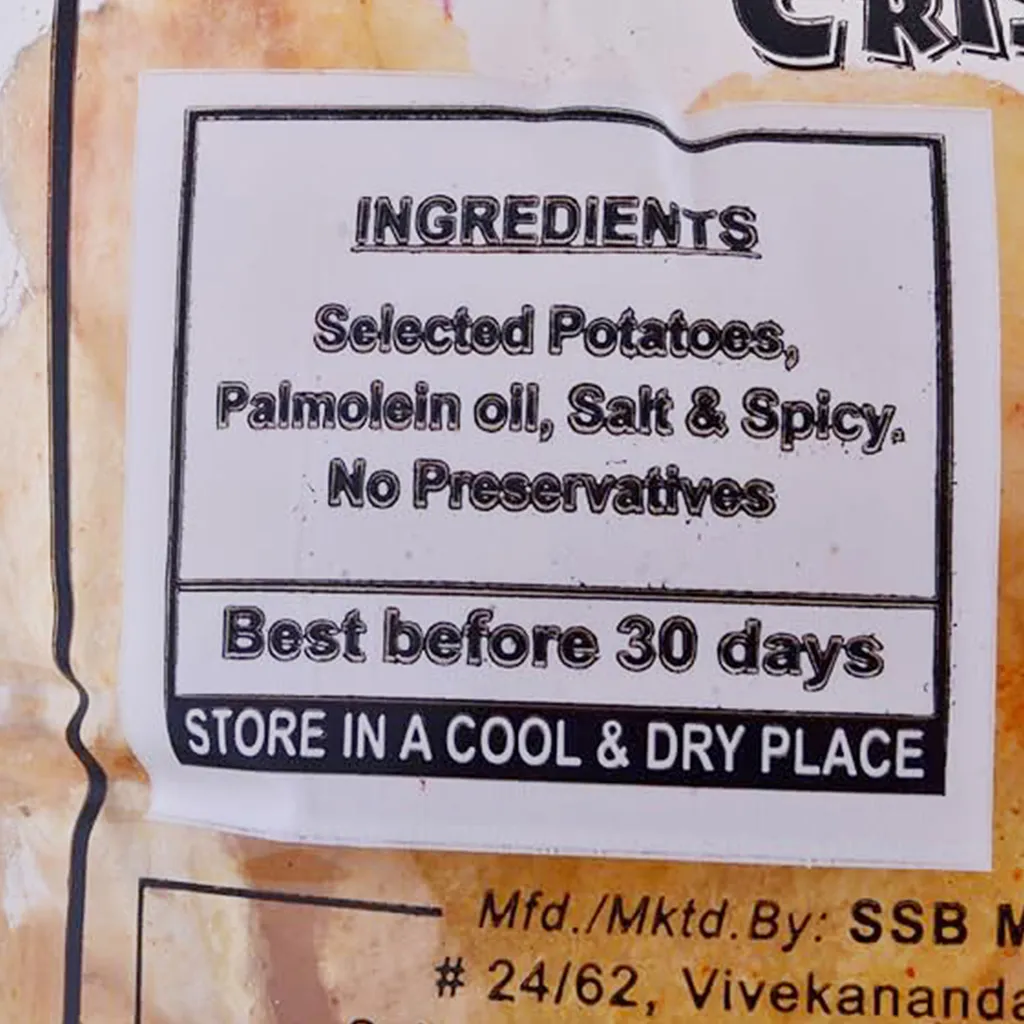 INGREDIENTS
Selected Potatoes,
Palmolein oil, Salt & Spicy.
No Preservatives
Best before 30 days
STORE IN A COOL & DRY PLACE
Mfd./Mktd.By: SSB
# 24/62,